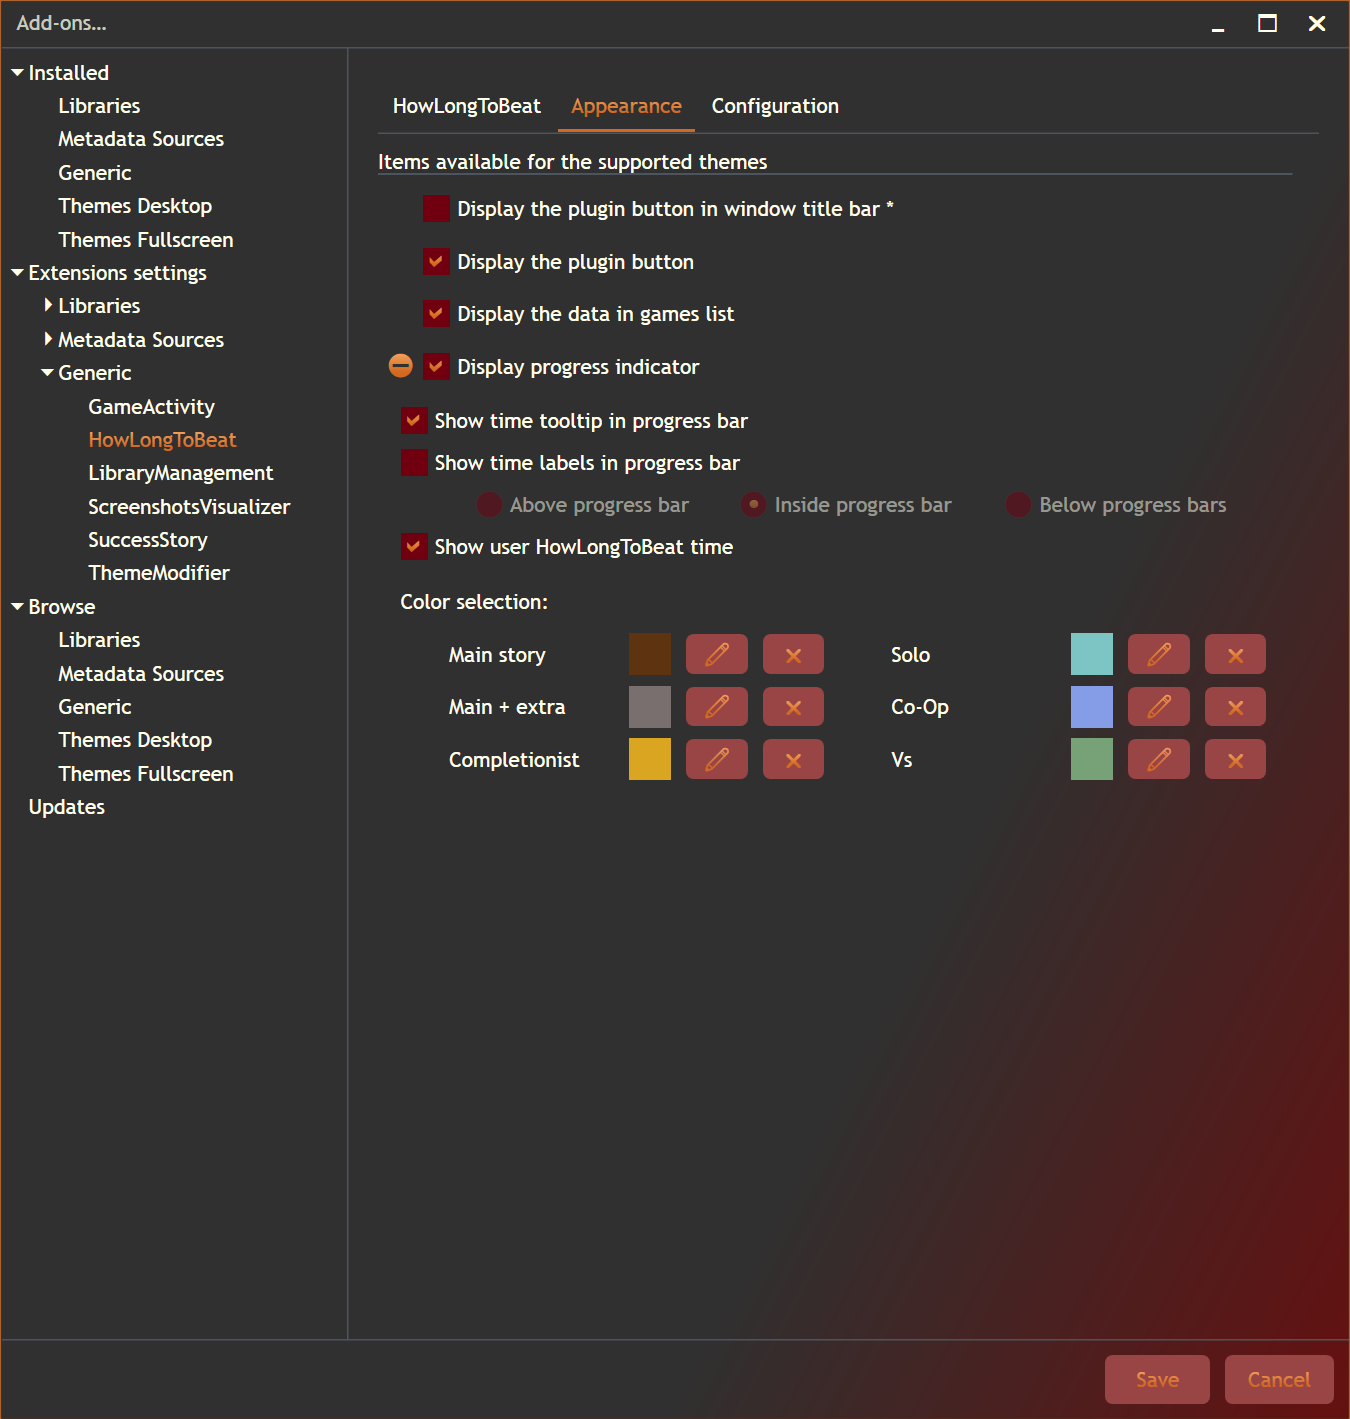 Add-ons...
Installed
Libraries
Metadata Sources
Generic
Themes Desktop
Themes Fullscreen
Extensions settings
Libraries
Metadata Sources
Generic
GameActivity
HowLongToBeat
LibraryManagement
ScreenshotsVisualizer
SuccessStory
ThemeModifier
Browse
Libraries
Metadata Sources
Generic
Themes Desktop
Themes Fullscreen
Updates
HowLongToBeat Appearance Configuration
Items available for the supported themes
Display the plugin button in window title bar *
Display the plugin button
Display the data in games list
Display progress indicator
Show time tooltip in progress bar
Show time labels in progress bar
Above progress bar Inside progress bar Below progress bars
Show user HowLongToBeat time
Color selection:
Main story Solo
Main + extra Co-Op
Completionist Vs
Save Cancel